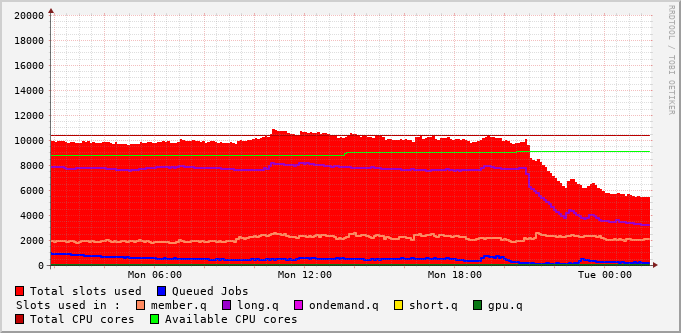 RRDTOOL / TOBI OETIKER
20000
18000
16000
14000
12000
10000
8000
6000
4000
2000
0
Mon 06:00 Mon 12:00 Mon 18:00 Tue 00:00
Total slots used Queued Jobs
Slots used in : member.q long.q ondemand.q short.q gpu.q
Total CPU cores Available CPU cores